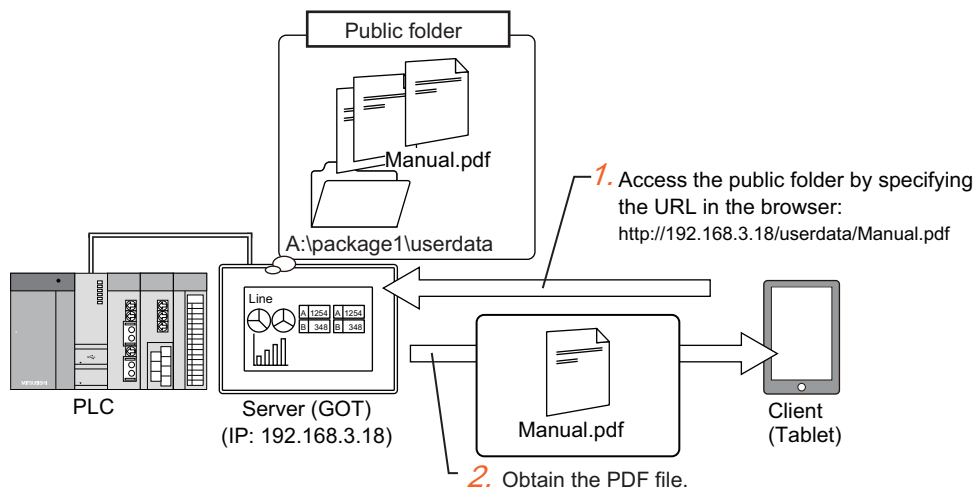 Public folder
Manual.pdf
A:\package1\userdata
1. Access the public folder by specifying
the URL in the browser:
http://192.168.3.18/userdata/Manual.pdf
Line
A 1254 A 1254
B 348 B 348
MITSUBISHI
PLC
Server (GOT)
(IP: 192.168.3.18)
Manual.pdf
Client
(Tablet)
2. Obtain the PDF file.